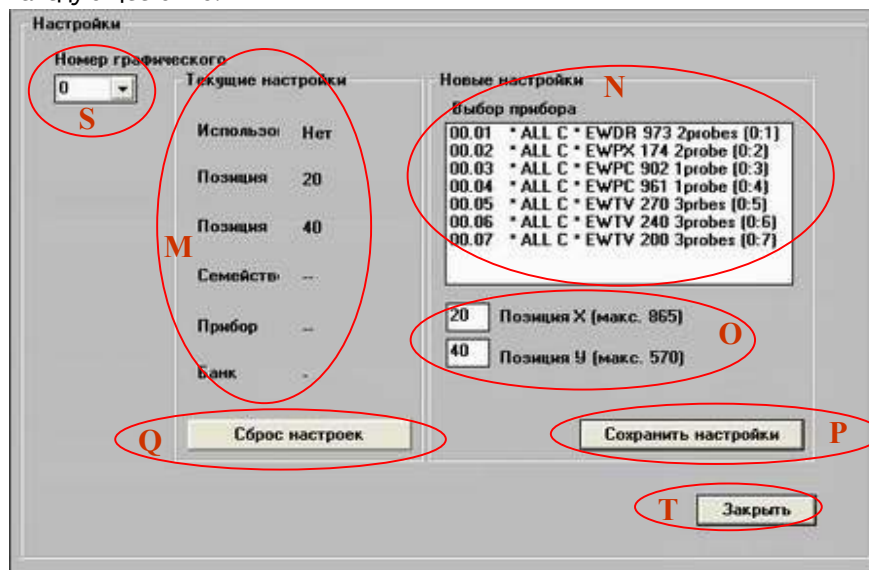 Настройки
Номер графического
0
S
Текущие настройки
Использо Нет
Позиция 20
Позиция 40
M
Семейств --
Прибор --
Банк -
Q
Сброс настроек
Новые настройки
N
Выбор прибора
00.01 * ALL C * EWDR 973 2probes (0:1)
00.02 * ALL C * EWPX 174 2probe (0:2)
00.03 * ALL C * EWPC 902 1probe (0:3)
00.04 * ALL C * EWPC 961 1probe (0:4)
00.05 * ALL C * EWTV 270 3prbes (0:5)
00.06 * ALL C * EWTV 240 3probes (0:6)
00.07 * ALL C * EWTV 200 3probes (0:7)
20 Позиция X (макс. 865)
O
40 Позиция У (макс. 570)
Сохранить настройки
P
T
Закрыть